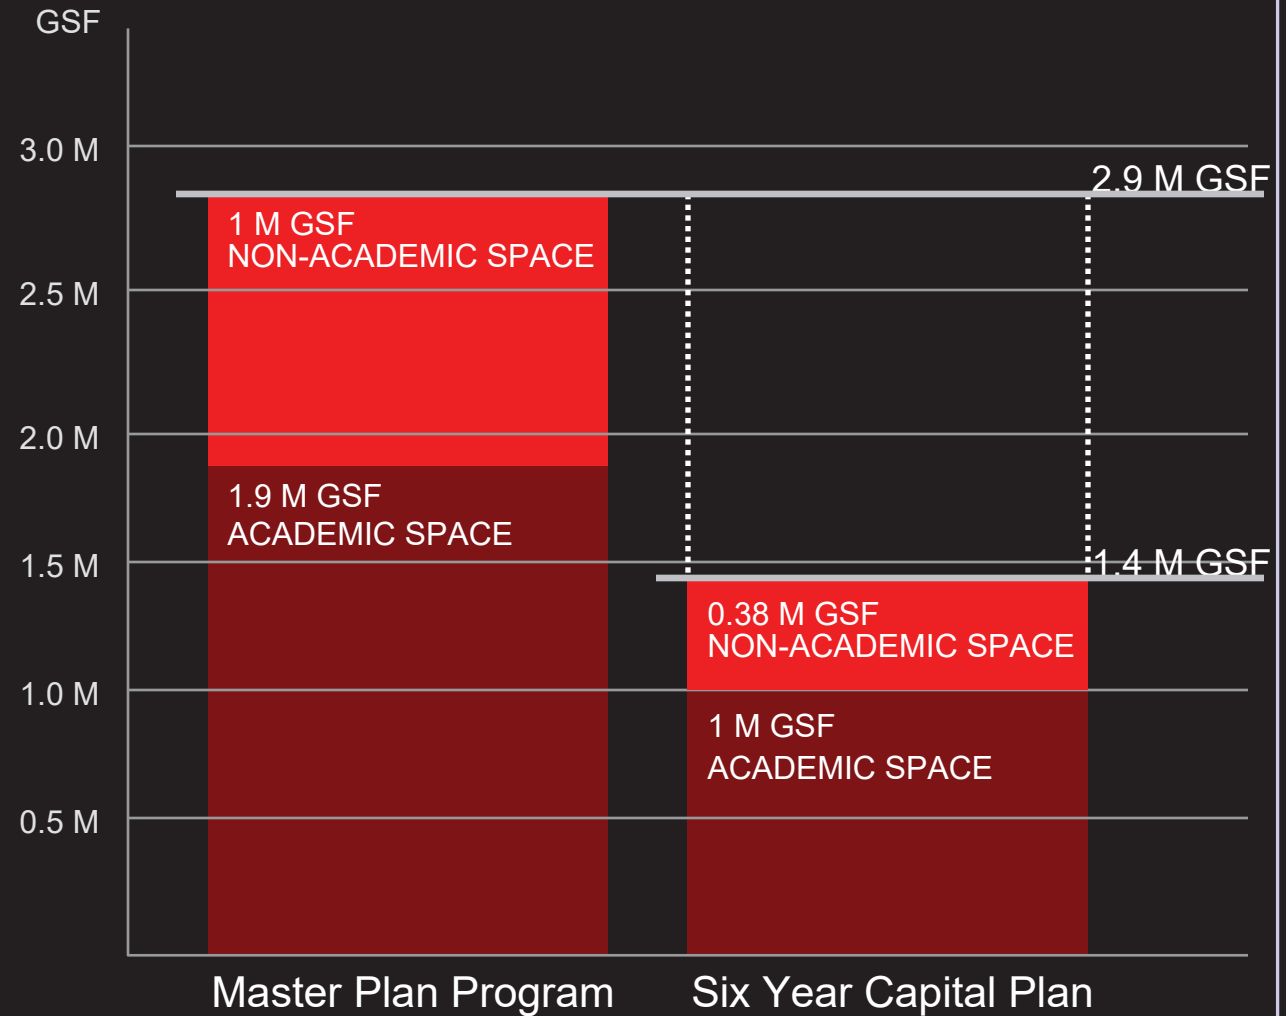 GSF
3.0 M
2.9 M GSF
1 M GSF
NON-ACADEMIC SPACE
2.5 M
2.0 M
1.9 M GSF
ACADEMIC SPACE
1.5 M
1.4 M GSF
0.38 M GSF
NON-ACADEMIC SPACE
1.0 M
1 M GSF
ACADEMIC SPACE
0.5 M
Master Plan Program
Six Year Capital Plan